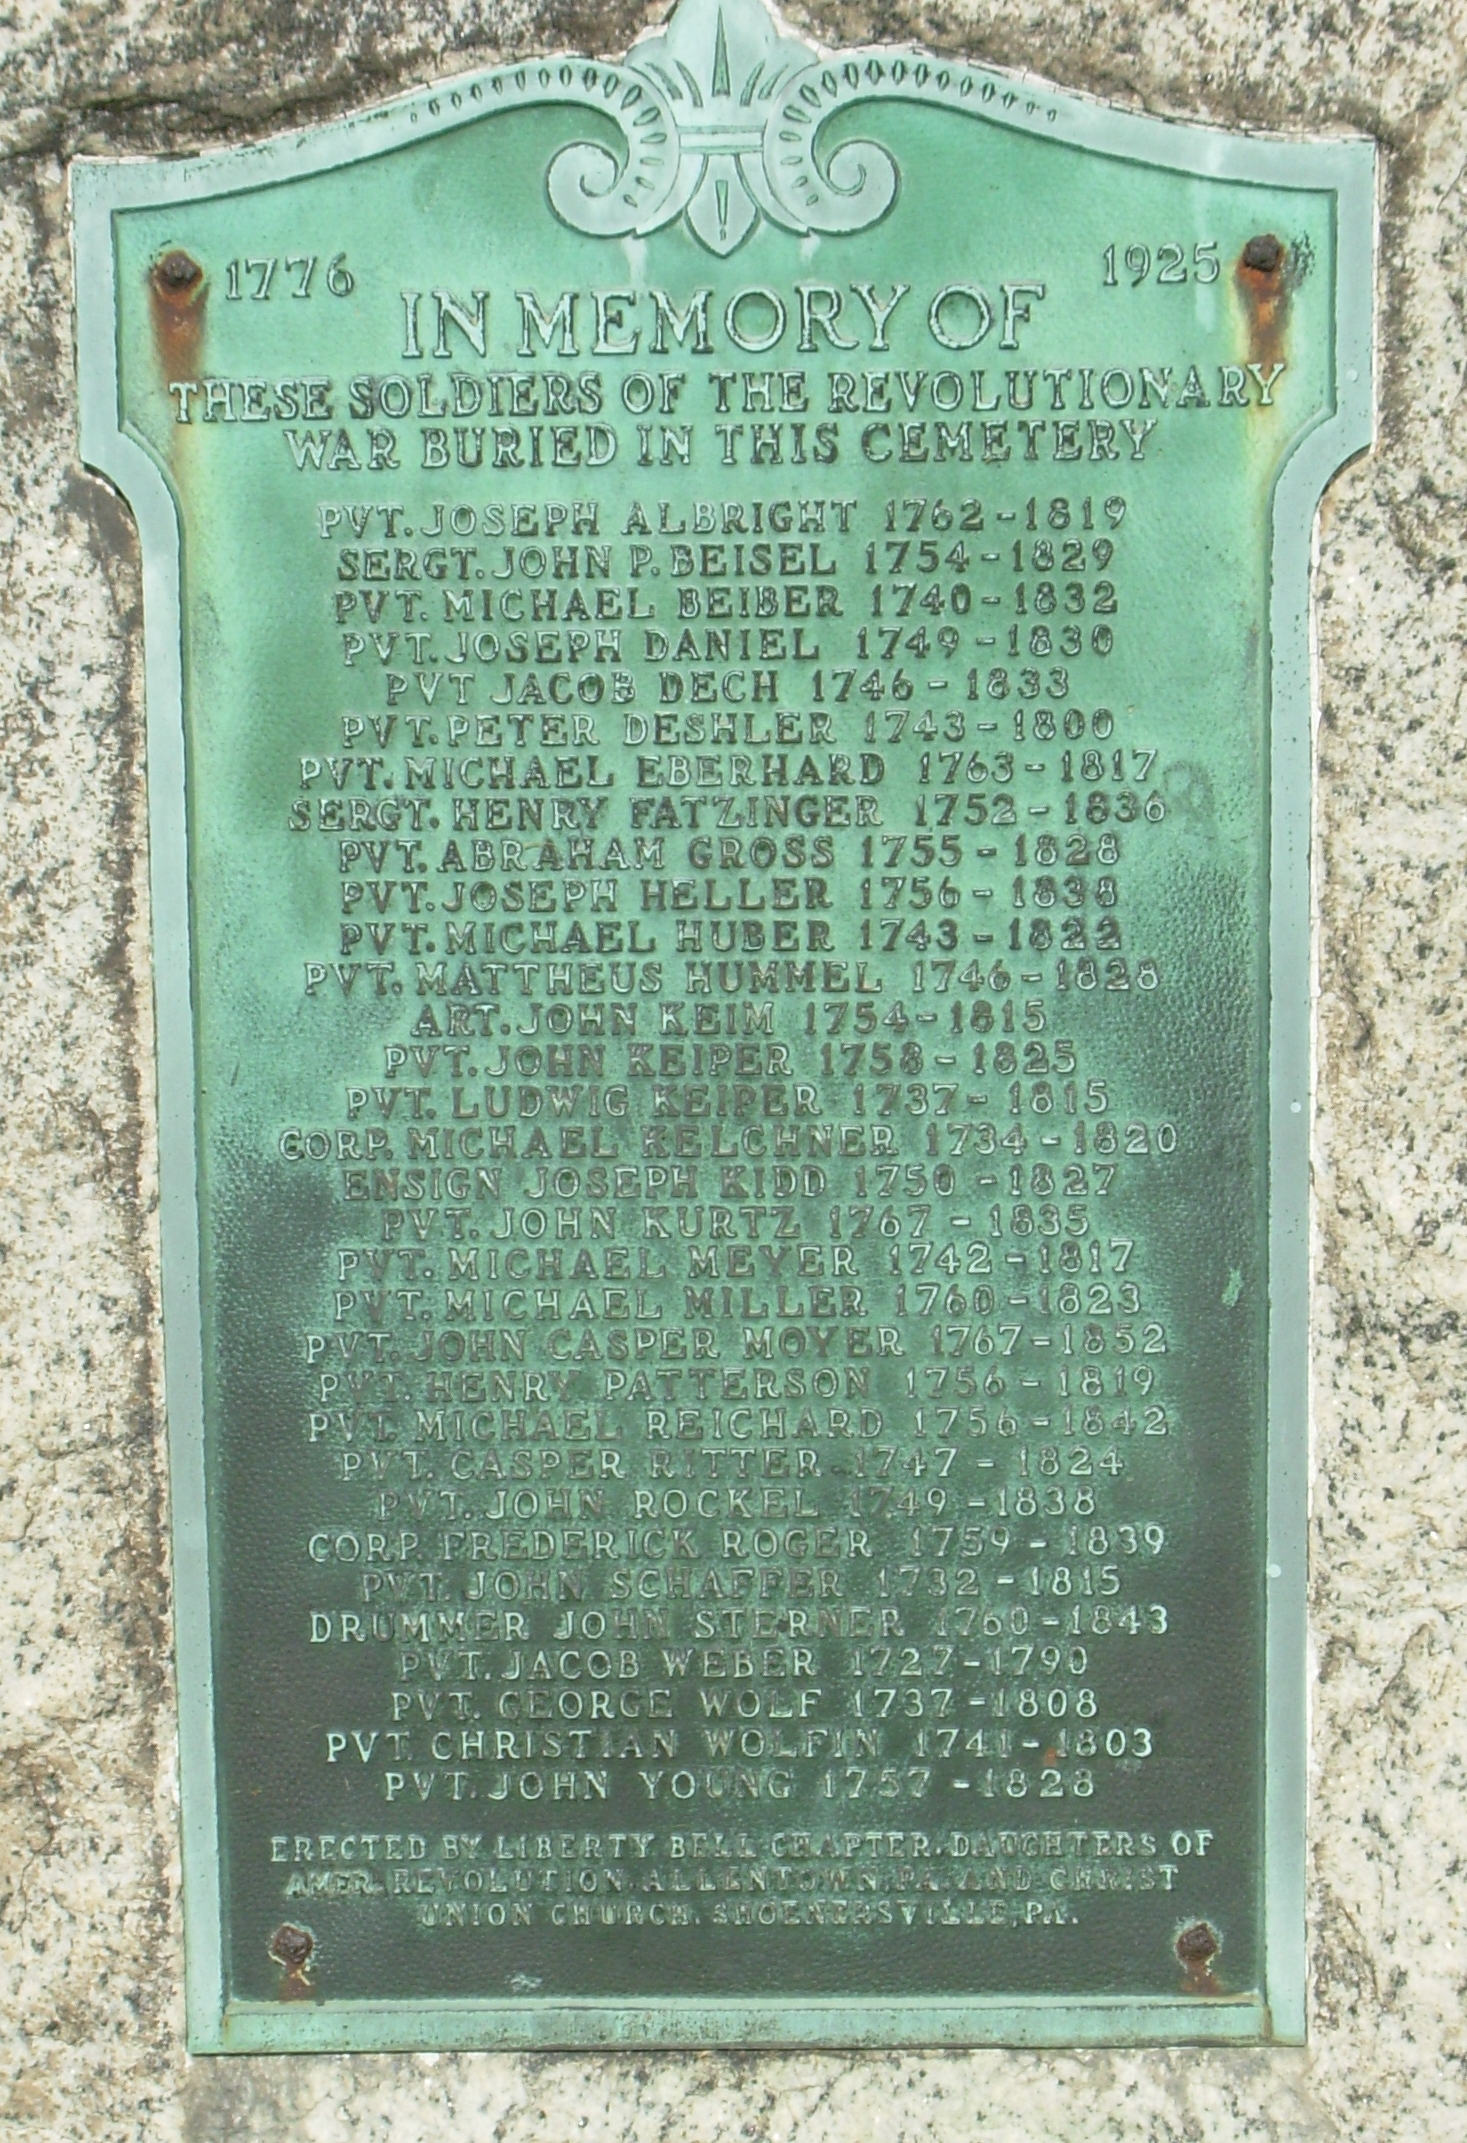 1776 1925
IN MEMORY OF
THESE SOLDIERS OF THE REVOLUTIONARY
WAR BURIED IN THIS CEMETERY
PVT. JOSEPH ALBRIGHT 1762-1819
SERGT. JOHN P. BEISEL 1754-1829
PVT. MICHAEL BEIBER 1740-1832
PVT. JOSEPH DANIEL 1749-1830
PVT JACOB DECH 1746-1833
PVT. PETER DESHLER 1743-1800
PVT. MICHAEL EBERHARD 1763-1817
SERGT. HENRY FATZINGER 1752-1836
PVT. ABRAHAM GROSS 1755-1828
PVT. JOSEPH HELLER 1756-1838
PVT. MICHAEL HUBER 1743-1822
PVT. MATTHEUS HUMMEL 1746-1828
ART. JOHN KEIM 1754-1815
PVT. JOHN KEIPER 1758-1825
PVT. LUDWIG KEIPER 1737-1815
CORP. MICHAEL KELCHNER 1734-1820
ENSIGN JOSEPH KIDD 1750-1827
PVT. JOHN KURTZ 1767-1835
PVT. MICHAEL MEYER 1742-1817
PVT. MICHAEL MILLER 1760-1823
PVT. JOHN CASPER MOYER 1767-1852
PVT. HENRY PATTERSON 1756-1819
PVT. MICHAEL REICHARD 1756-1842
PVT. CASPER RITTER 1747-1824
PVT. JOHN ROCKEL 1749-1838
CORP. FREDERICK ROGER 1759-1839
PVT. JOHN SCHAFFER 1732-1815
DRUMMER JOHN STERNER 1760-1843
PVT. JACOB WEBER 1727-1790
PVT. GEORGE WOLF 1737-1808
PVT. CHRISTIAN WOLFIN 1741-1803
PVT. JOHN YOUNG 1757-1828
ERECTED BY LIBERTY BELL CHAPTER. DAUGHTERS OF
AMER. REVOLUTION. ALLENTOWN, PA. AND CHRIST
UNION CHURCH. SHOENERSVILLE, PA.